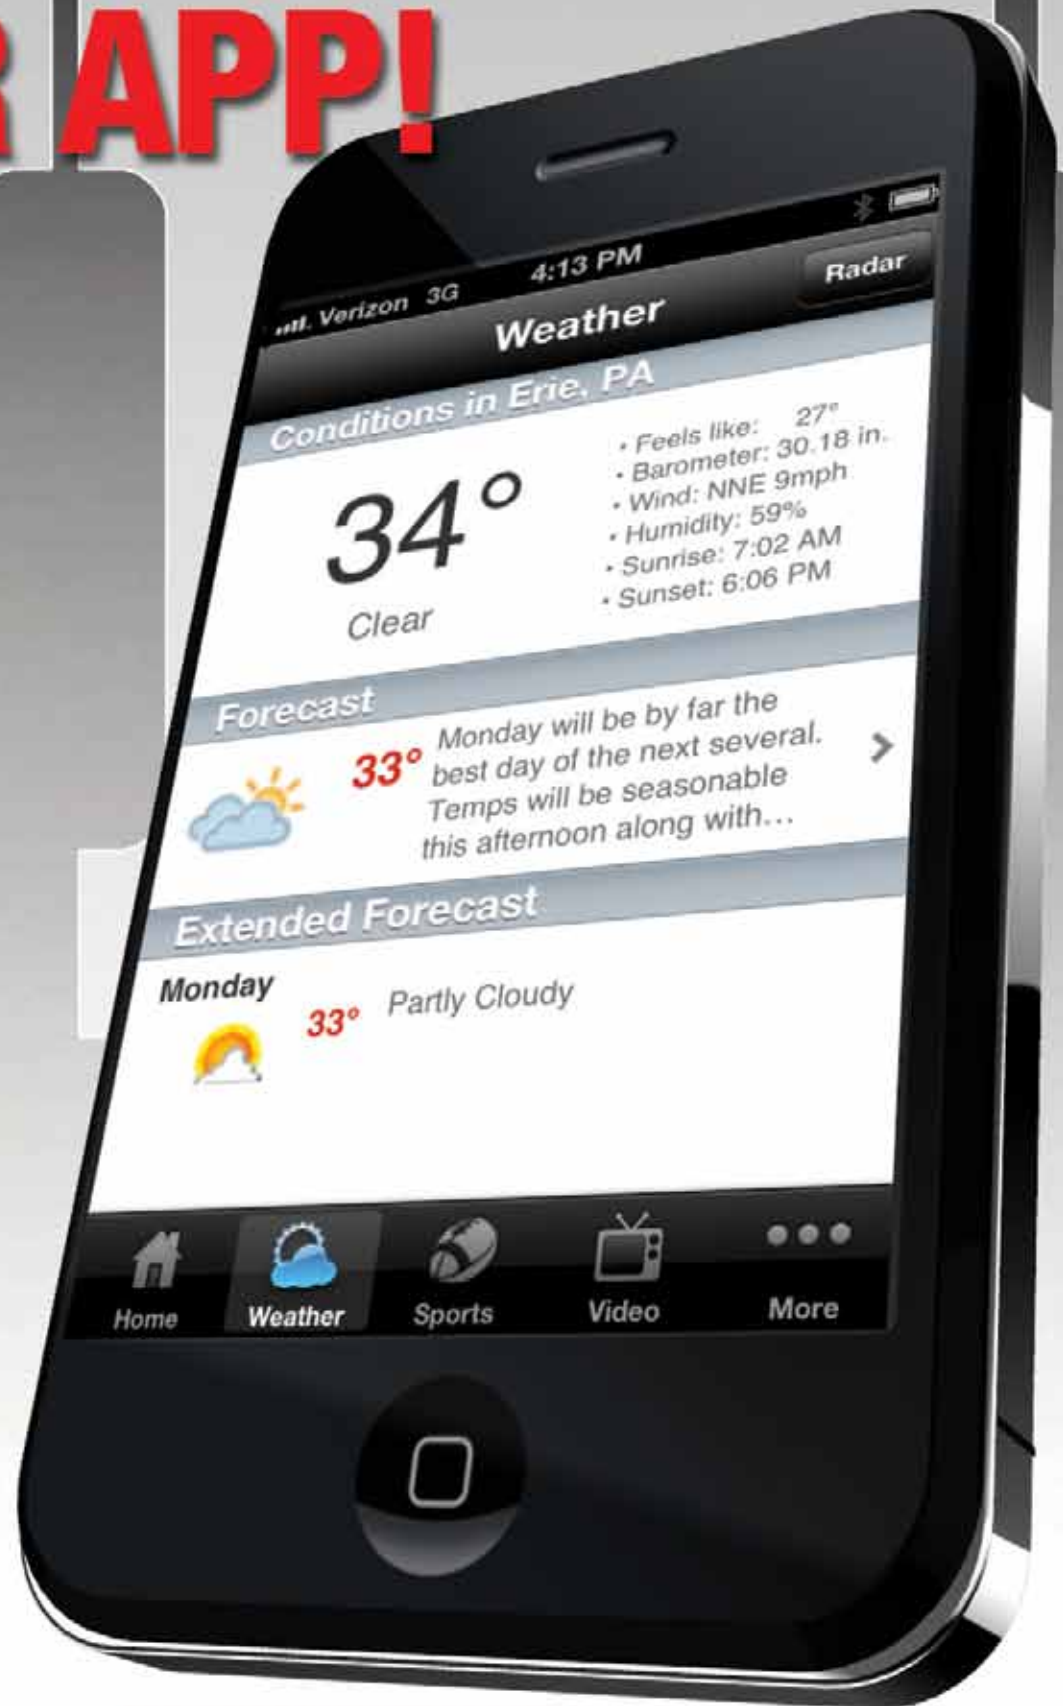 APP!
Verizon 3G 4:13 PM
Weather
Radar
Conditions in Erie, PA
34°
Clear
• Feels like: 27°
• Barometer: 30.18 in.
• Wind: NNE 9mph
• Humidity: 59%
• Sunrise: 7:02 AM
• Sunset: 6:06 PM
Forecast
33°
Monday will be by far the
best day of the next several.
Temps will be seasonable
this afternoon along with...
Extended Forecast
Monday
33° Partly Cloudy
Home Weather Sports Video More